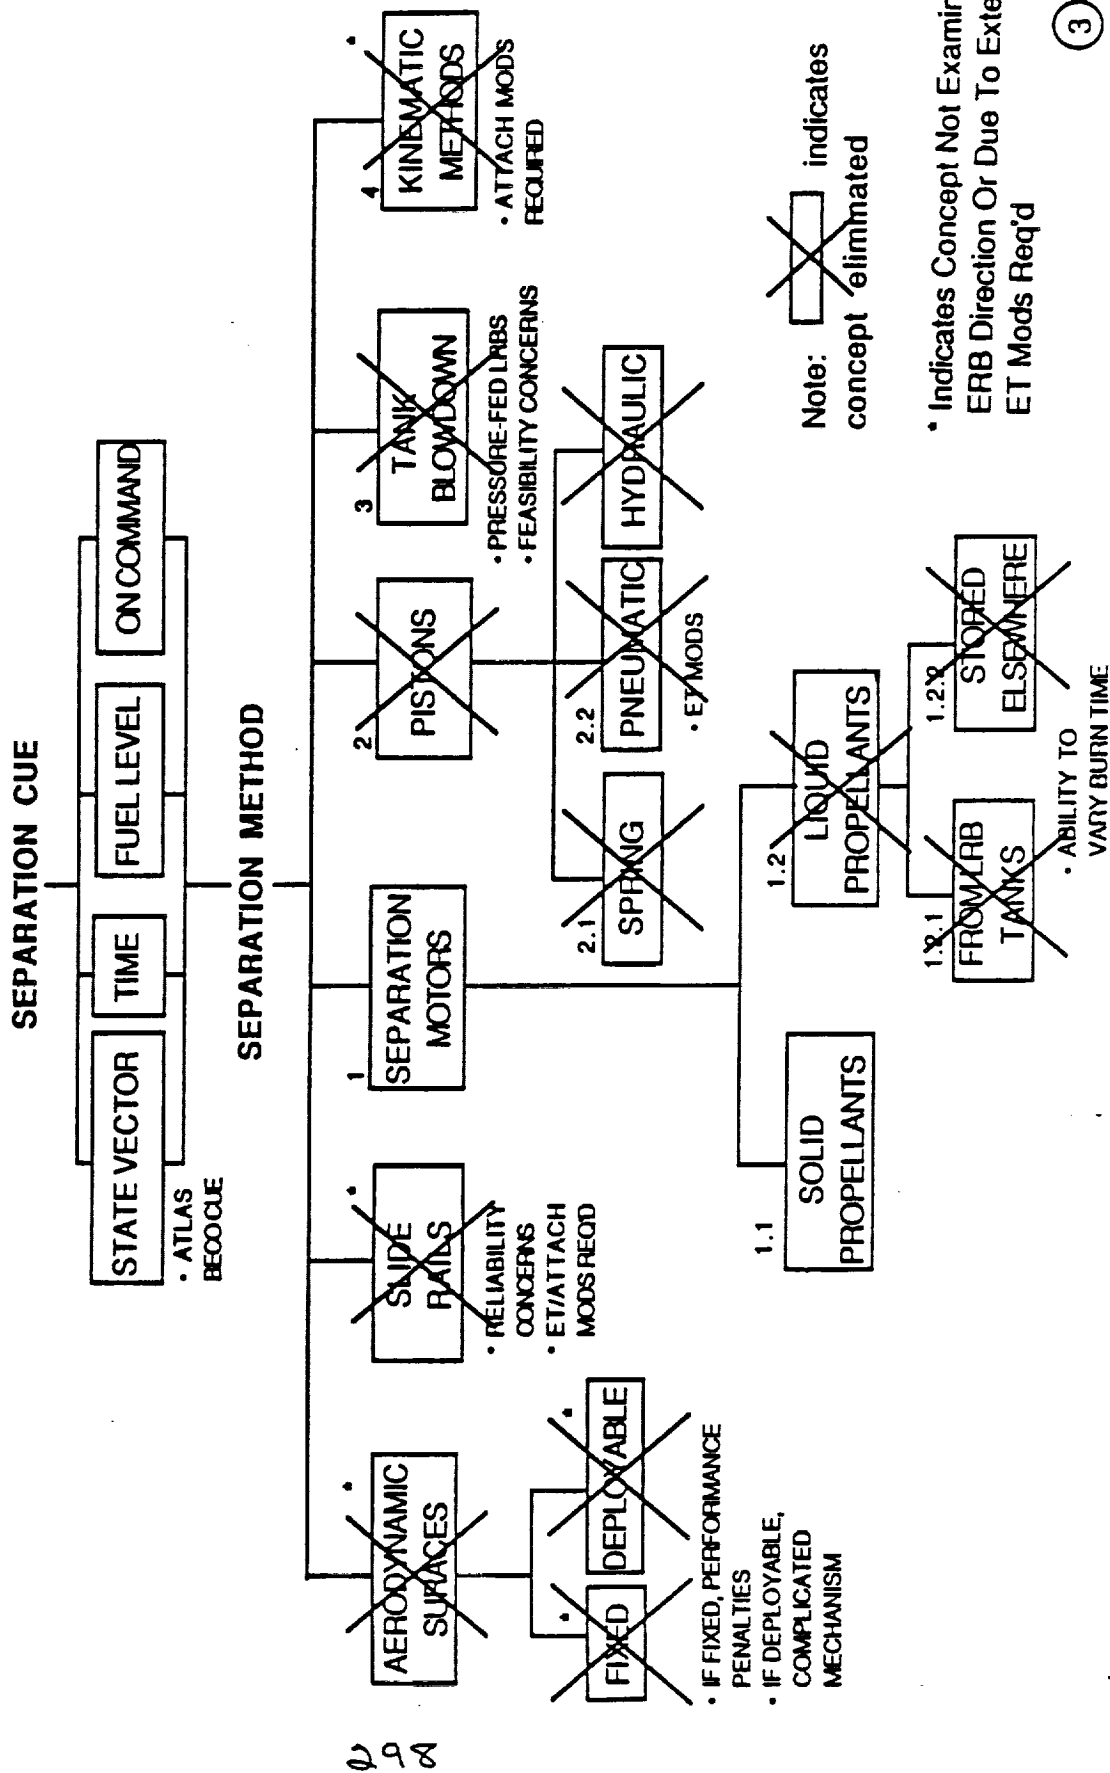 SEPARATION CUE
STATE VECTOR
TIME
FUEL LEVEL
ON COMMAND
• ATLAS
BECO CUE
SEPARATION METHOD
AERODYNAMIC
SURACES
*
SLIDE
RAILS
*
1
SEPARATION
MOTORS
2
PISTONS
3
TANK
BLOWDOWN
4
KINEMATIC
METHODS
*
• RELIABILITY
CONCERNS
• ET/ATTACH
MODS REQ'D
• PRESSURE-FED LRBS
• FEASIBILITY CONCERNS
• ATTACH MODS
REQUIRED
FIXED
*
DEPLOYABLE
*
2.1
SPRING
2.2
PNEUMATIC
HYDRAULIC
• IF FIXED, PERFORMANCE
PENALTIES
• IF DEPLOYABLE,
COMPLICATED
MECHANISM
• ET MODS
1.1
SOLID
PROPELLANTS
1.2
LIQUID
PROPELLANTS
1.2.1
FROM LRB
TANKS
1.2.2
STORED
ELSEWHERE
• ABILITY TO
VARY BURN TIME
Note: indicates
concept eliminated
* Indicates Concept Not Examin
ERB Direction Or Due To Exte
ET Mods Req'd
3
298